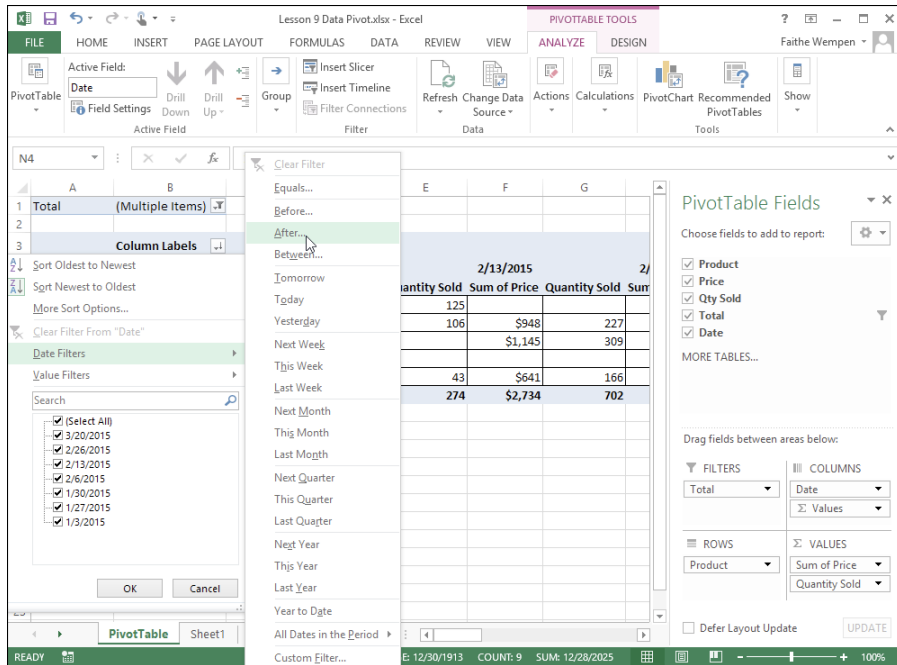 Lesson 9 Data Pivot.xlsx - Excel
PIVOTTABLE TOOLS
FILE HOME INSERT PAGE LAYOUT FORMULAS DATA REVIEW VIEW ANALYZE DESIGN
Faithe Wempen
PivotTable
Active Field:
Date
Field Settings
Drill Down
Drill Up
Active Field
Group
Insert Slicer
Insert Timeline
Filter Connections
Filter
Refresh
Change Data Source
Data
Actions
Calculations
PivotChart
Recommended PivotTables
Tools
Show
N4
fx
A B E F G
1 Total (Multiple Items)
2
3 Column Labels
2/13/2015 2/
antity Sold Sum of Price Quantity Sold Sum
125
106 $948 227
$1,145 309
43 $641 166
274 $2,734 702
Sort Oldest to Newest
Sort Newest to Oldest
More Sort Options...
Clear Filter From "Date"
Date Filters
Value Filters
Search
(Select All)
3/20/2015
2/26/2015
2/13/2015
2/6/2015
1/30/2015
1/27/2015
1/3/2015
OK Cancel
Clear Filter
Equals...
Before...
After...
Between...
Tomorrow
Today
Yesterday
Next Week
This Week
Last Week
Next Month
This Month
Last Month
Next Quarter
This Quarter
Last Quarter
Next Year
This Year
Last Year
Year to Date
All Dates in the Period
Custom Filter...
PivotTable Fields
Choose fields to add to report:
Product
Price
Qty Sold
Total
Date
MORE TABLES...
Drag fields between areas below:
FILTERS
Total
COLUMNS
Date
Σ Values
ROWS
Product
Σ VALUES
Sum of Price
Quantity Sold
Defer Layout Update
UPDATE
PivotTable Sheet1
READY
E: 12/30/1913 COUNT: 9 SUM: 12/28/2025
100%